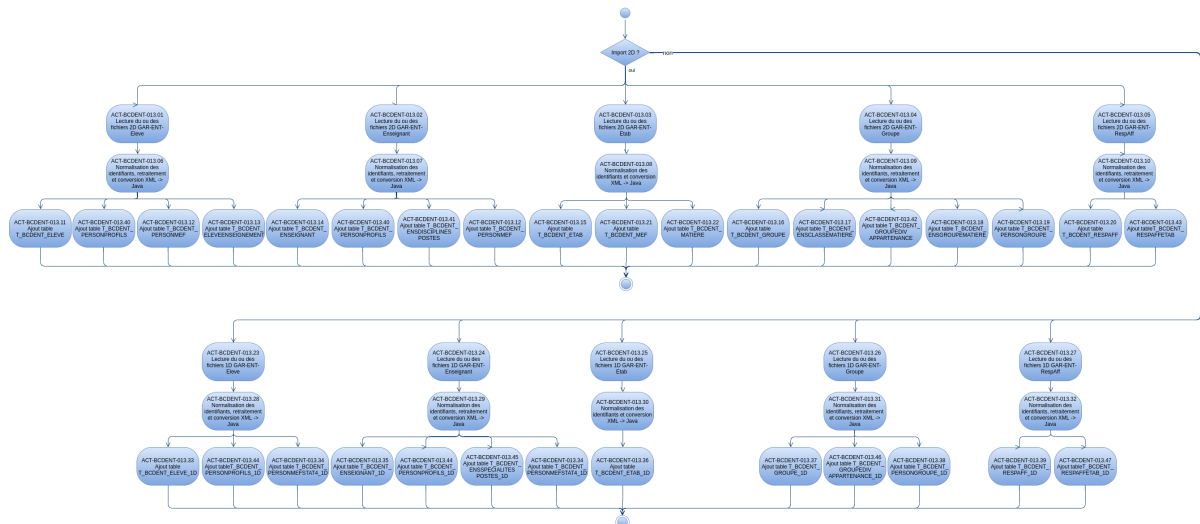 Import 2D ?
non
oui
ACT-BCDENT-013.01
Lecture du ou des
fichiers 2D GAR-ENT-
Eleve
ACT-BCDENT-013.02
Lecture du ou des
fichiers 2D GAR-ENT-
Enseignant
ACT-BCDENT-013.03
Lecture du ou des
fichiers 2D GAR-ENT-
Etab
ACT-BCDENT-013.04
Lecture du ou des
fichiers 2D GAR-ENT-
Groupe
ACT-BCDENT-013.05
Lecture du ou des
fichiers 2D GAR-ENT-
RespAff
ACT-BCDENT-013.06
Normalisation des
identifiants, retraitement
et conversion XML ->
Java
ACT-BCDENT-013.07
Normalisation des
identifiants, retraitement
et conversion XML ->
Java
ACT-BCDENT-013.08
Normalisation des
identifiants et conversion
XML -> Java
ACT-BCDENT-013.09
Normalisation des
identifiants, retraitement
et conversion XML ->
Java
ACT-BCDENT-013.10
Normalisation des
identifiants, retraitement
et conversion XML ->
Java
ACT-BCDENT-013.11
Ajout table
T_BCDENT_ELEVE
ACT-BCDENT-013.40
Ajout table T_BCDENT_
PERSONPROFILS
ACT-BCDENT-013.12
Ajout table T_BCDENT_
PERSONMEF
ACT-BCDENT-013.13
Ajout table T_BCDENT_
ELEVEENSEIGNEMENT
ACT-BCDENT-013.14
Ajout table T_BCDENT_
ENSEIGNANT
ACT-BCDENT-013.40
Ajout table T_BCDENT_
PERSONPROFILS
ACT-BCDENT-013.41
Ajout table T_BCDENT_
ENSDISCIPLINES
POSTES
ACT-BCDENT-013.12
Ajout table T_BCDENT_
PERSONMEF
ACT-BCDENT-013.15
Ajout table
T_BCDENT_ETAB
ACT-BCDENT-013.21
Ajout table
T_BCDENT_MEF
ACT-BCDENT-013.22
Ajout table T_BCDENT_
MATIERE
ACT-BCDENT-013.16
Ajout table
T_BCDENT_GROUPE
ACT-BCDENT-013.17
Ajout table T_BCDENT_
ENSCLASSEMATIERE
ACT-BCDENT-013.42
Ajout table T_BCDENT_
GROUPEDIV
APPARTENANCE
ACT-BCDENT-013.18
Ajout table T_BCDENT_
ENSGROUPEMATIERE
ACT-BCDENT-013.19
Ajout table T_BCDENT_
PERSONGROUPE
ACT-BCDENT-013.20
Ajout table
T_BCDENT_RESPAFF
ACT-BCDENT-013.43
Ajout tableT_BCDENT_
RESPAFFETAB
ACT-BCDENT-013.23
Lecture du ou des
fichiers 1D GAR-ENT-
Eleve
ACT-BCDENT-013.24
Lecture du ou des
fichiers 1D GAR-ENT-
Enseignant
ACT-BCDENT-013.25
Lecture du ou des
fichiers 1D GAR-ENT-
Etab
ACT-BCDENT-013.26
Lecture du ou des
fichiers 1D GAR-ENT-
Groupe
ACT-BCDENT-013.27
Lecture du ou des
fichiers 1D GAR-ENT-
RespAff
ACT-BCDENT-013.28
Normalisation des
identifiants, retraitement
et conversion XML ->
Java
ACT-BCDENT-013.29
Normalisation des
identifiants, retraitement
et conversion XML ->
Java
ACT-BCDENT-013.30
Normalisation des
identifiants et conversion
XML -> Java
ACT-BCDENT-013.31
Normalisation des
identifiants, retraitement
et conversion XML ->
Java
ACT-BCDENT-013.32
Normalisation des
identifiants, retraitement
et conversion XML ->
Java
ACT-BCDENT-013.33
Ajout table
T_BCDENT_ELEVE_1D
ACT-BCDENT-013.44
Ajout tableT_BCDENT_
PERSONPROFILS_1D
ACT-BCDENT-013.34
Ajout table T_BCDENT_
PERSONMEFSTAT4_1D
ACT-BCDENT-013.35
Ajout table T_BCDENT_
ENSEIGNANT_1D
ACT-BCDENT-013.44
Ajout table T_BCDENT_
PERSONPROFILS_1D
ACT-BCDENT-013.45
Ajout table T_BCDENT_
ENSSPECIALITES
POSTES_1D
ACT-BCDENT-013.34
Ajout table T_BCDENT_
PERSONMEFSTAT4_1D
ACT-BCDENT-013.36
Ajout table
T_BCDENT_ETAB_1D
ACT-BCDENT-013.37
Ajout table T_BCDENT_
GROUPE_1D
ACT-BCDENT-013.46
Ajout table T_BCDENT_
GROUPEDIV
APPARTENANCE_1D
ACT-BCDENT-013.38
Ajout table T_BCDENT_
PERSONGROUPE_1D
ACT-BCDENT-013.39
Ajout table T_BCDENT_
RESPAFF_1D
ACT-BCDENT-013.47
Ajout tableT_BCDENT_
RESPAFFETAB_1D